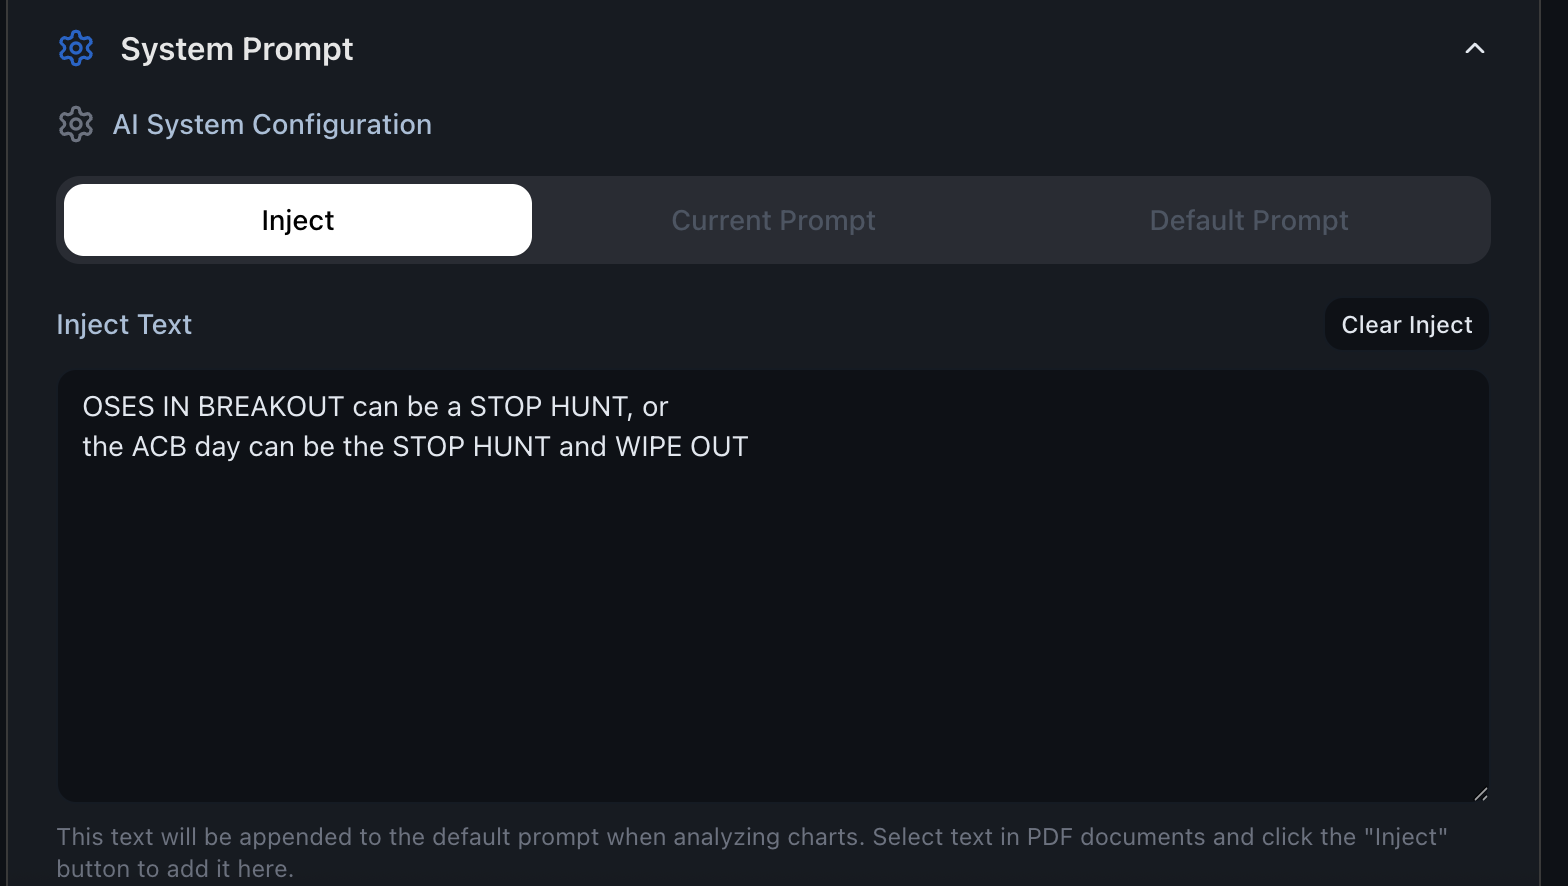 System Prompt
AI System Configuration
Inject
Current Prompt
Default Prompt
Inject Text
Clear Inject
OSES IN BREAKOUT can be a STOP HUNT, or
the ACB day can be the STOP HUNT and WIPE OUT
This text will be appended to the default prompt when analyzing charts. Select text in PDF documents and click the "Inject"
button to add it here.